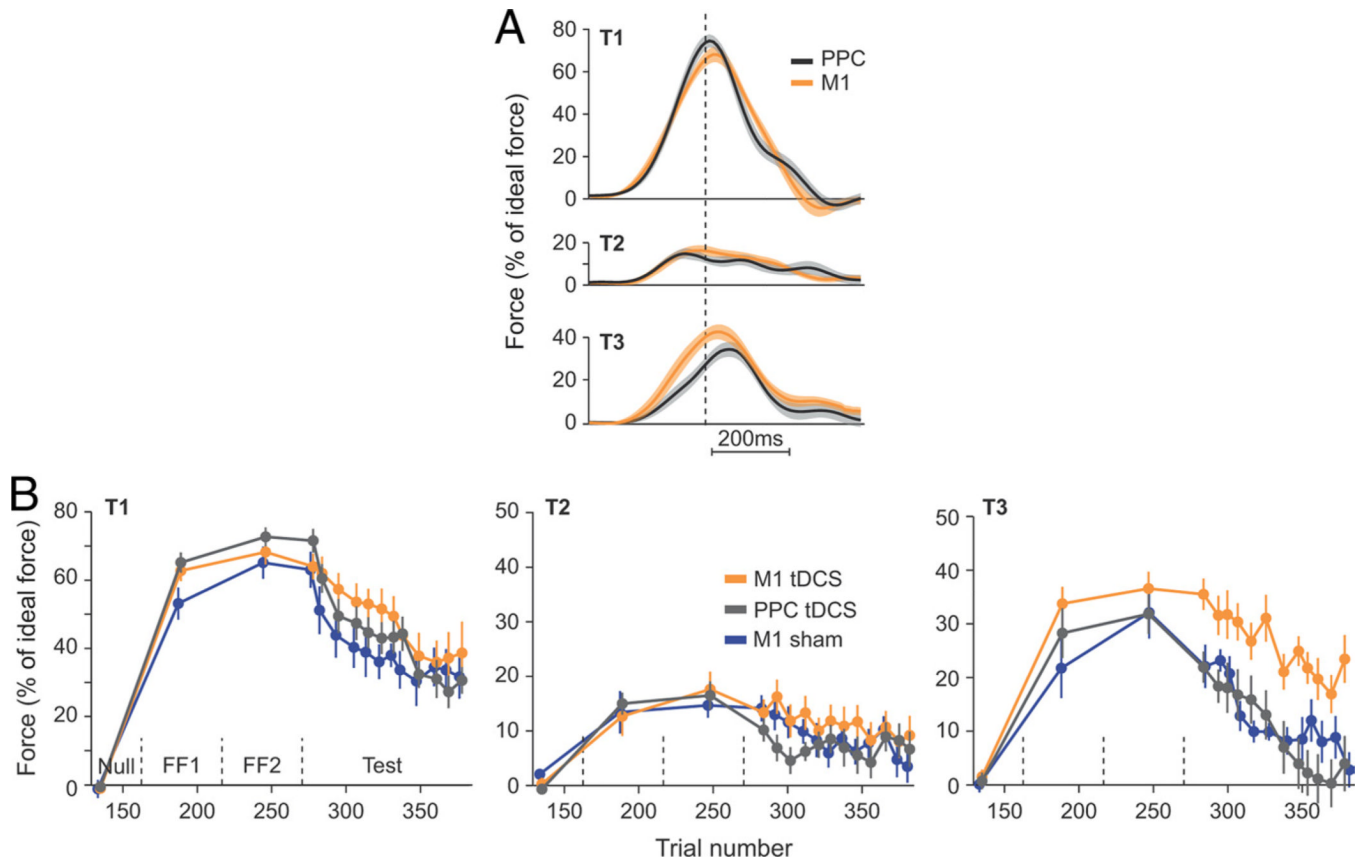 A
T1
PPC
M1
Force (% of ideal force)
80
60
40
20
0
T2
20
0
T3
40
20
0
200ms
B
T1
Force (% of ideal force)
80
60
40
20
0
Null FF1 FF2 Test
150 200 250 300 350
T2
50
40
30
20
10
0
M1 tDCS
PPC tDCS
M1 sham
150 200 250 300 350
T3
50
40
30
20
10
0
150 200 250 300 350
Trial number